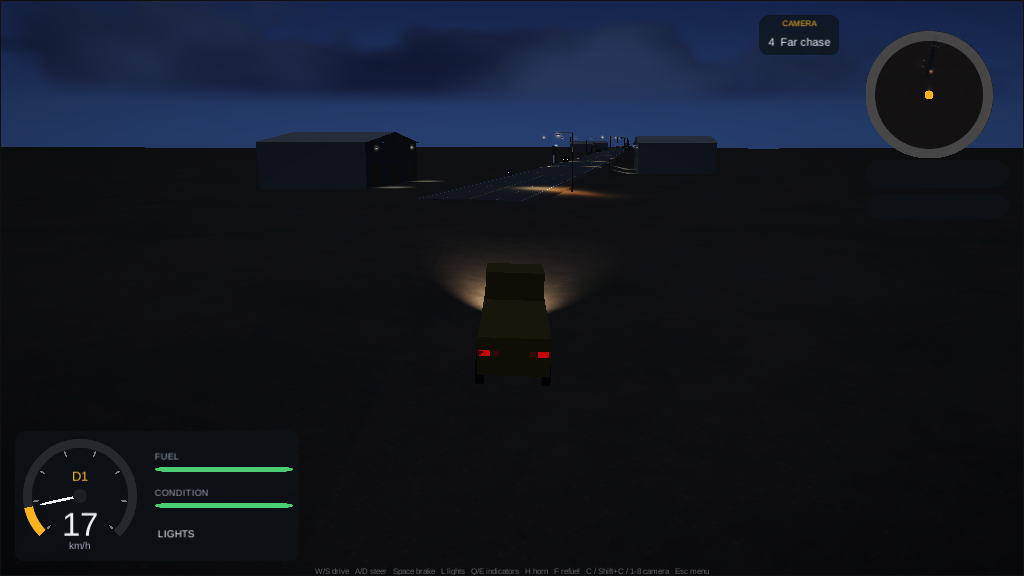 CAMERA
4 Far chase
D1
17
km/h
FUEL
CONDITION
LIGHTS
W/S drive A/D steer Space brake L lights Q/E indicators H horn F refuel C / Shift+C / 1-8 camera Esc menu